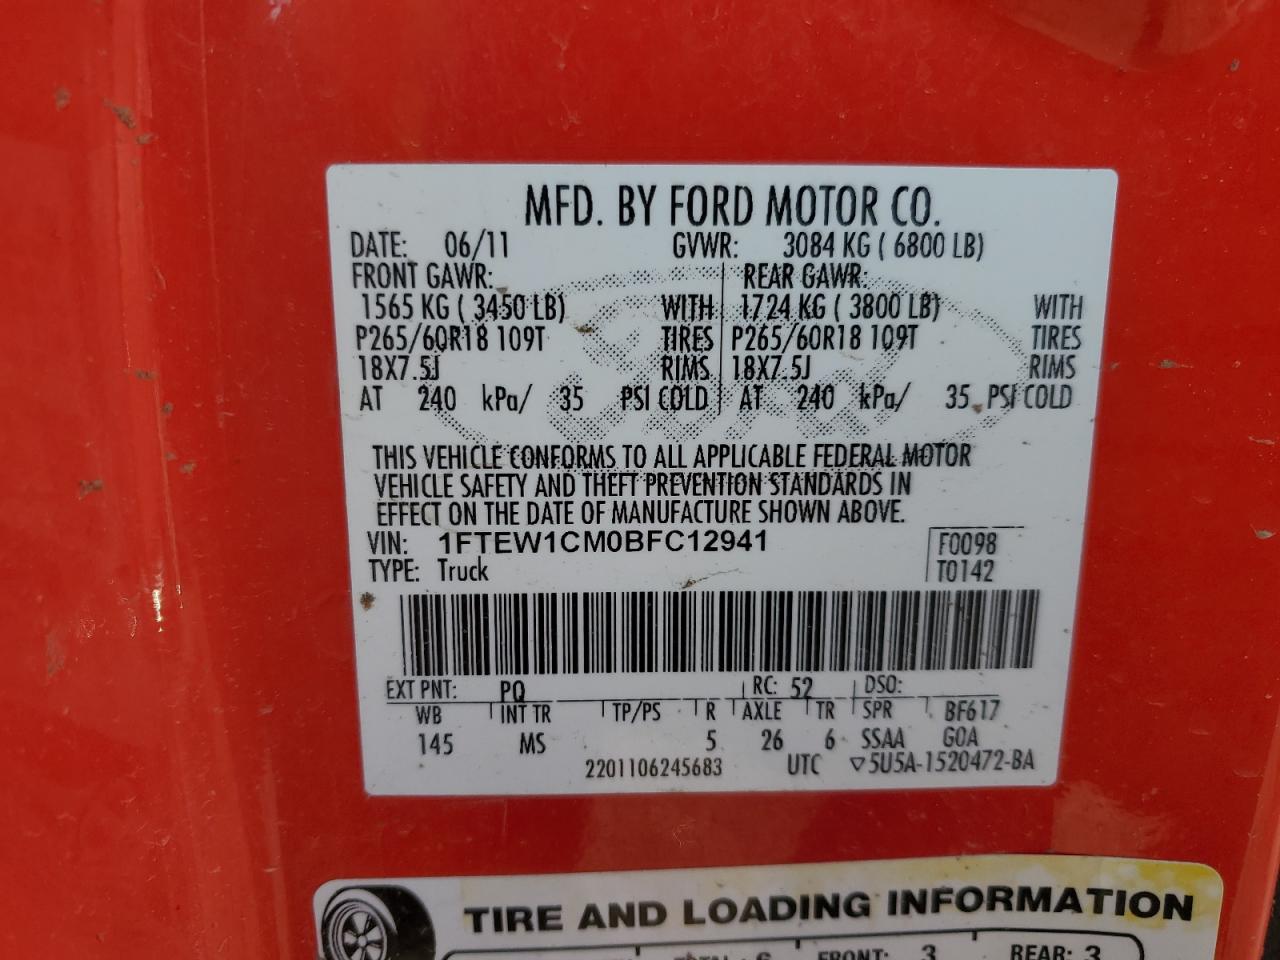 MFD. BY FORD MOTOR CO.
DATE: 06/11 GVWR: 3084 KG ( 6800 LB)
FRONT GAWR: REAR GAWR:
1565 KG ( 3450 LB) WITH 1724 KG ( 3800 LB) WITH
P265/60R18 109T TIRES P265/60R18 109T TIRES
18X7.5J RIMS 18X7.5J RIMS
AT 240 kPa/ 35 PSI COLD AT 240 kPa/ 35 PSI COLD
THIS VEHICLE CONFORMS TO ALL APPLICABLE FEDERAL MOTOR
VEHICLE SAFETY AND THEFT PREVENTION STANDARDS IN
EFFECT ON THE DATE OF MANUFACTURE SHOWN ABOVE.
VIN: 1FTEW1CM0BFC12941 F0098
TYPE: Truck T0142
EXT PNT: PQ RC: 52 DSO:
WB INT TR TP/PS R AXLE TR SPR BF617
145 MS 5 26 6 SSAA GOA
2201106245683 UTC ▽5U5A-1520472-BA
TIRE AND LOADING INFORMATION
FRONT: 3 REAR: 3